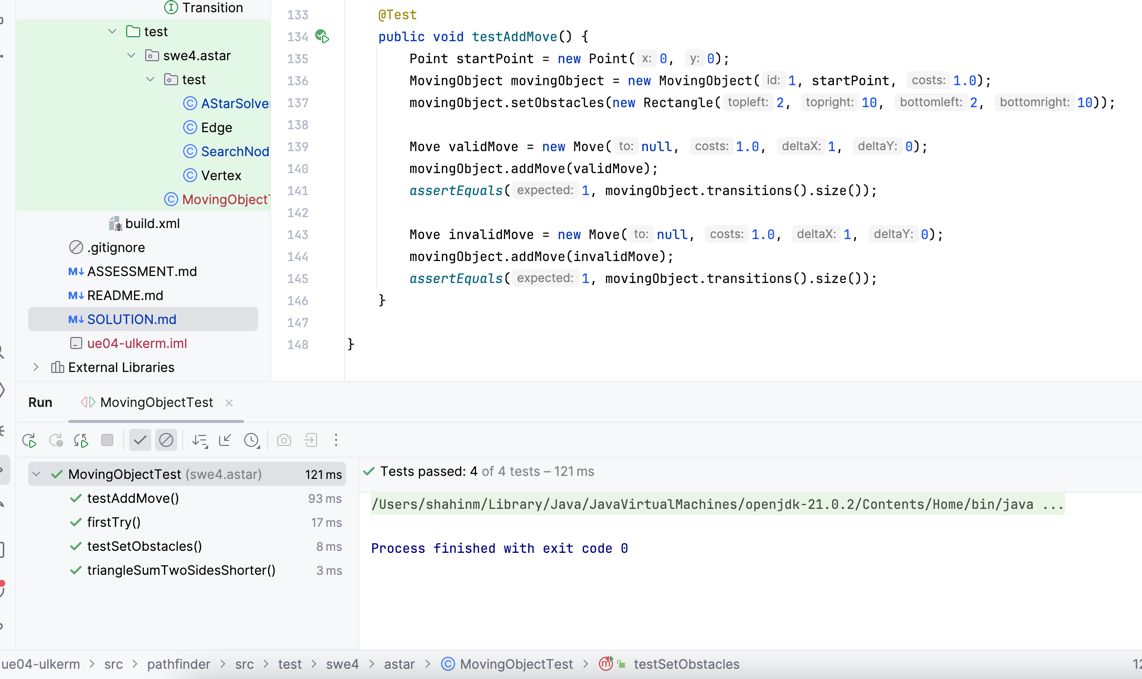 Transition
test
swe4.astar
test
AStarSolve
Edge
SearchNod
Vertex
MovingObjectT
build.xml
.gitignore
M↓ ASSESSMENT.md
M↓ README.md
M↓ SOLUTION.md
ue04-ulkerm.iml
External Libraries
133 @Test
134 public void testAddMove() {
135 Point startPoint = new Point( x: 0, y: 0);
136 MovingObject movingObject = new MovingObject( id: 1, startPoint, costs: 1.0);
137 movingObject.setObstacles(new Rectangle( topleft: 2, topright: 10, bottomleft: 2, bottomright: 10));
138
139 Move validMove = new Move( to: null, costs: 1.0, deltaX: 1, deltaY: 0);
140 movingObject.addMove(validMove);
141 assertEquals( expected: 1, movingObject.transitions().size());
142
143 Move invalidMove = new Move( to: null, costs: 1.0, deltaX: 1, deltaY: 0);
144 movingObject.addMove(invalidMove);
145 assertEquals( expected: 1, movingObject.transitions().size());
146 }
147
148 }
Run MovingObjectTest
MovingObjectTest (swe4.astar) 121 ms
testAddMove() 93 ms
firstTry() 17 ms
testSetObstacles() 8 ms
triangleSumTwoSidesShorter() 3 ms
Tests passed: 4 of 4 tests – 121 ms
/Users/shahinm/Library/Java/JavaVirtualMachines/openjdk-21.0.2/Contents/Home/bin/java ...
Process finished with exit code 0
ue04-ulkerm > src > pathfinder > src > test > swe4 > astar > MovingObjectTest > testSetObstacles 12